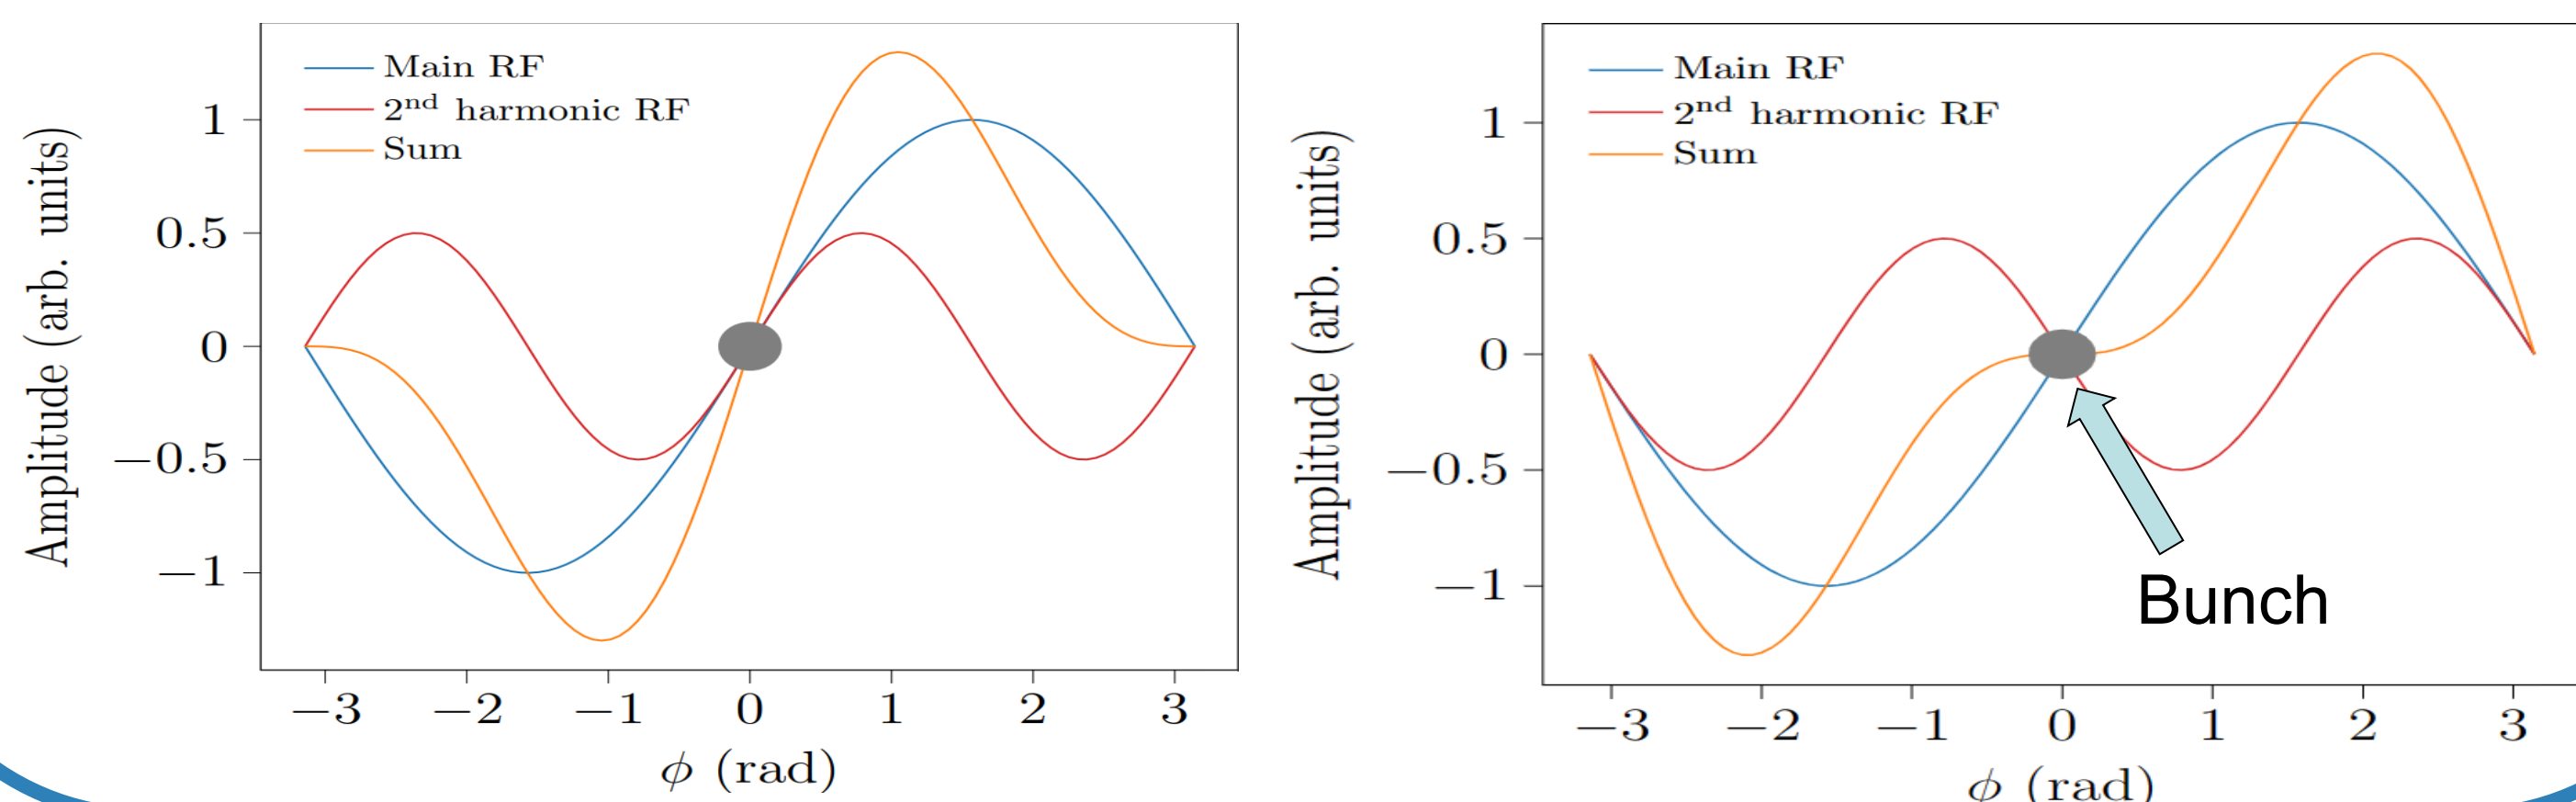 Main RF
2nd harmonic RF
Sum
Amplitude (arb. units)
1
0.5
0
−0.5
−1
−3 −2 −1 0 1 2 3
ϕ (rad)
Main RF
2nd harmonic RF
Sum
Amplitude (arb. units)
1
0.5
0
−0.5
−1
Bunch
−3 −2 −1 0 1 2 3
ϕ (rad)